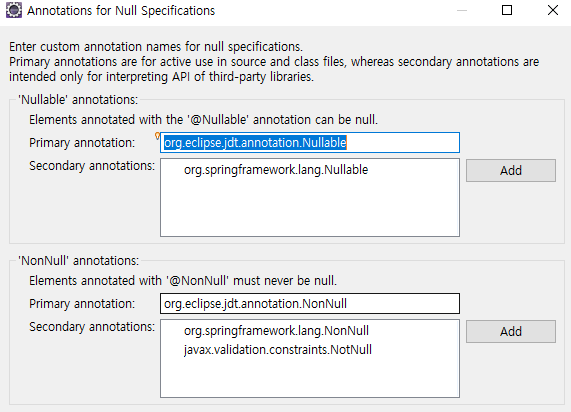 Annotations for Null Specifications
Enter custom annotation names for null specifications.
Primary annotations are for active use in source and class files, whereas secondary annotations are
intended only for interpreting API of third-party libraries.
'Nullable' annotations:
Elements annotated with the '@Nullable' annotation can be null.
Primary annotation: org.eclipse.jdt.annotation.Nullable
Secondary annotations: org.springframework.lang.Nullable Add
'NonNull' annotations:
Elements annotated with '@NonNull' must never be null.
Primary annotation: org.eclipse.jdt.annotation.NonNull
Secondary annotations: org.springframework.lang.NonNull Add
javax.validation.constraints.NotNull